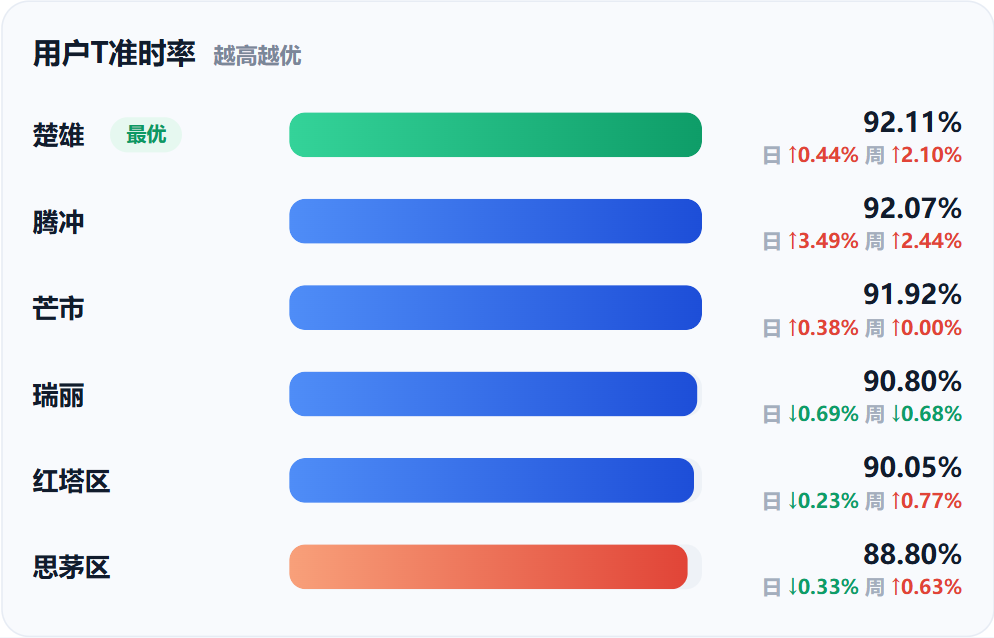 用户T准时率 越高越优
楚雄 最优 92.11%
日 ↑0.44% 周 ↑2.10%
腾冲 92.07%
日 ↑3.49% 周 ↑2.44%
芒市 91.92%
日 ↑0.38% 周 ↑0.00%
瑞丽 90.80%
日 ↓0.69% 周 ↓0.68%
红塔区 90.05%
日 ↓0.23% 周 ↑0.77%
思茅区 88.80%
日 ↓0.33% 周 ↑0.63%